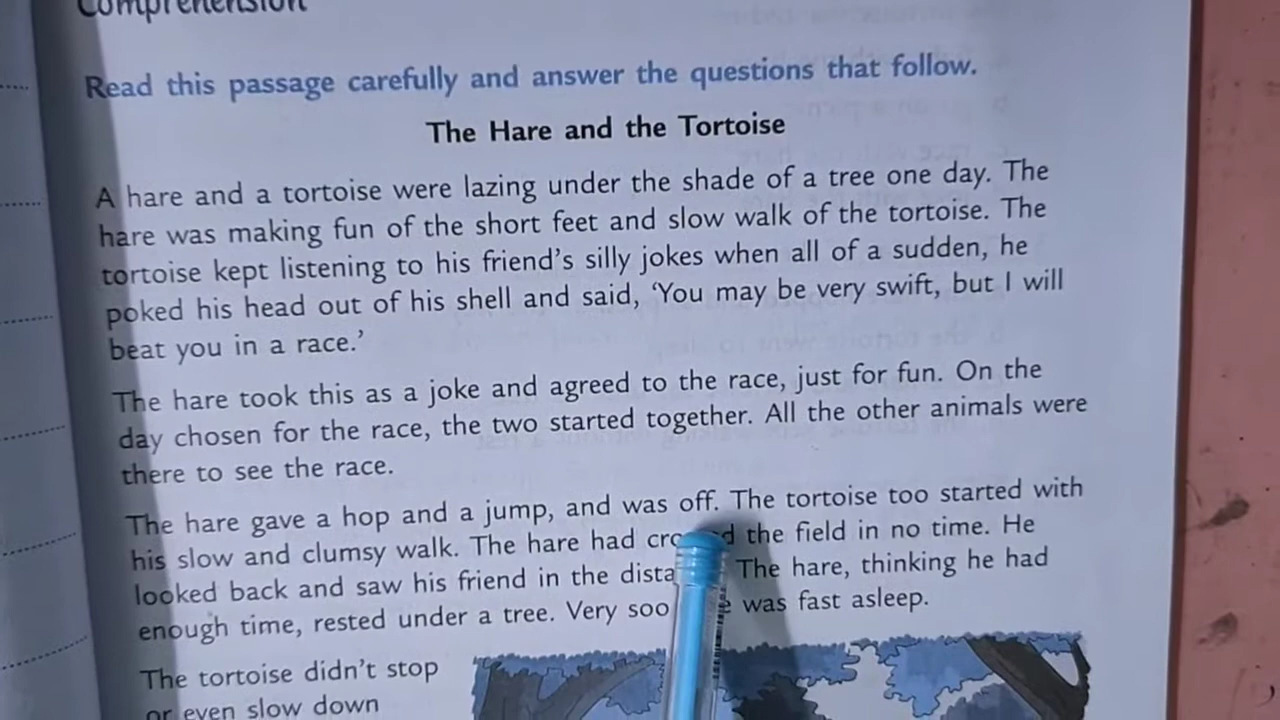 Comprehension
Read this passage carefully and answer the questions that follow.
The Hare and the Tortoise
A hare and a tortoise were lazing under the shade of a tree one day. The
hare was making fun of the short feet and slow walk of the tortoise. The
tortoise kept listening to his friend's silly jokes when all of a sudden, he
poked his head out of his shell and said, 'You may be very swift, but I will
beat you in a race.'
The hare took this as a joke and agreed to the race, just for fun. On the
day chosen for the race, the two started together. All the other animals were
there to see the race.
The hare gave a hop and a jump, and was off. The tortoise too started with
his slow and clumsy walk. The hare had the field in no time. He
looked back and saw his friend in the The hare, thinking he had
enough time, rested under a tree. Very was fast asleep.
The tortoise didn't stop
or even slow down